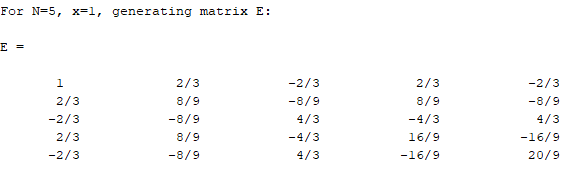 For N=5, x=1, generating matrix E:
E =
1 2/3 -2/3 2/3 -2/3
2/3 8/9 -8/9 8/9 -8/9
-2/3 -8/9 4/3 -4/3 4/3
2/3 8/9 -4/3 16/9 -16/9
-2/3 -8/9 4/3 -16/9 20/9